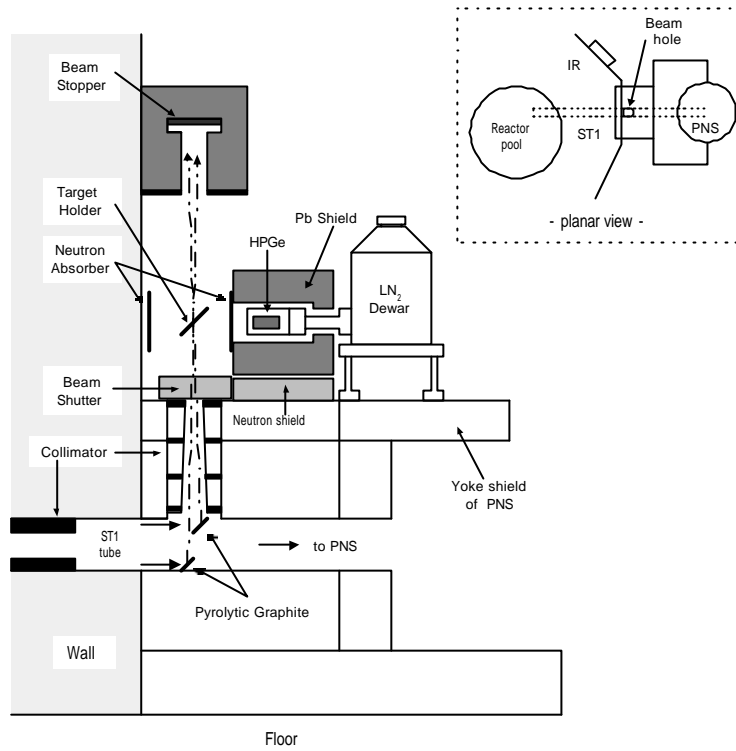 Beam
Stopper
Target
Holder
Neutron
Absorber
Beam
Shutter
Collimator
ST1
tube
Wall
Floor
HPGe
Pb Shield
LN2
Dewar
Neutron shield
Yoke shield
of PNS
to PNS
Pyrolytic Graphite
Beam
hole
IR
Reactor
pool
ST1
PNS
- planar view -